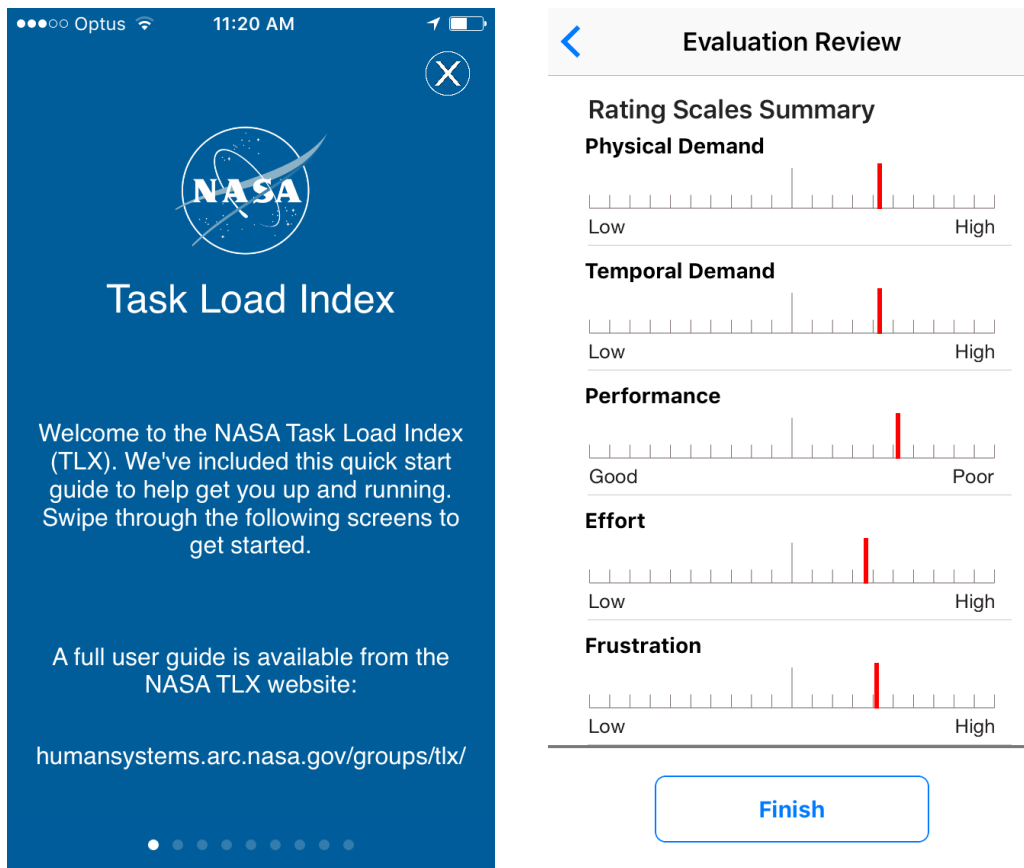 Optus
11:20 AM
X
NASA
Task Load Index
Welcome to the NASA Task Load Index
(TLX). We've included this quick start
guide to help get you up and running.
Swipe through the following screens to
get started.
A full user guide is available from the
NASA TLX website:
humansystems.arc.nasa.gov/groups/tlx/
Evaluation Review
Rating Scales Summary
Physical Demand
Low High
Temporal Demand
Low High
Performance
Good Poor
Effort
Low High
Frustration
Low High
Finish